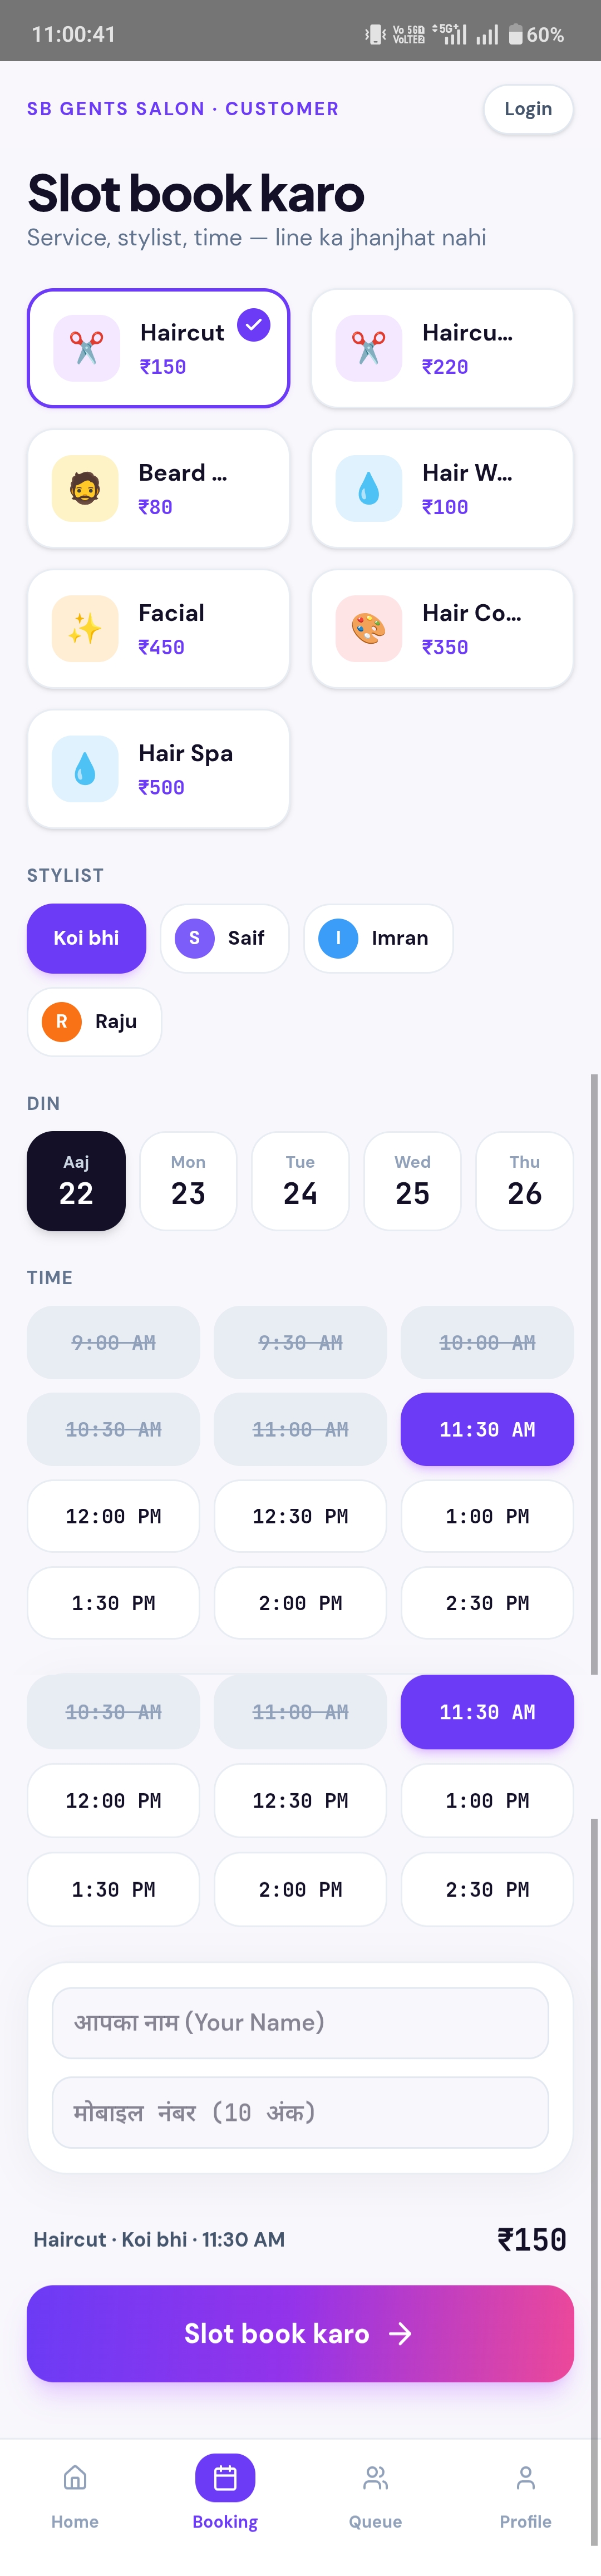 11:00:41
Vo 5GD VoLTE2 5G+ 60%
SB GENTS SALON · CUSTOMER
Login
Slot book karo
Service, stylist, time — line ka jhanjhat nahi
Haircut
₹150
Haircu...
₹220
Beard ...
₹80
Hair W...
₹100
Facial
₹450
Hair Co...
₹350
Hair Spa
₹500
STYLIST
Koi bhi
S Saif
I Imran
R Raju
DIN
Aaj Mon Tue Wed Thu
22 23 24 25 26
TIME
9:00 AM 9:30 AM 10:00 AM
10:30 AM 11:00 AM 11:30 AM
12:00 PM 12:30 PM 1:00 PM
1:30 PM 2:00 PM 2:30 PM
10:30 AM 11:00 AM 11:30 AM
12:00 PM 12:30 PM 1:00 PM
1:30 PM 2:00 PM 2:30 PM
आपका नाम (Your Name)
मोबाइल नंबर (10 अंक)
Haircut · Koi bhi · 11:30 AM ₹150
Slot book karo →
Home Booking Queue Profile